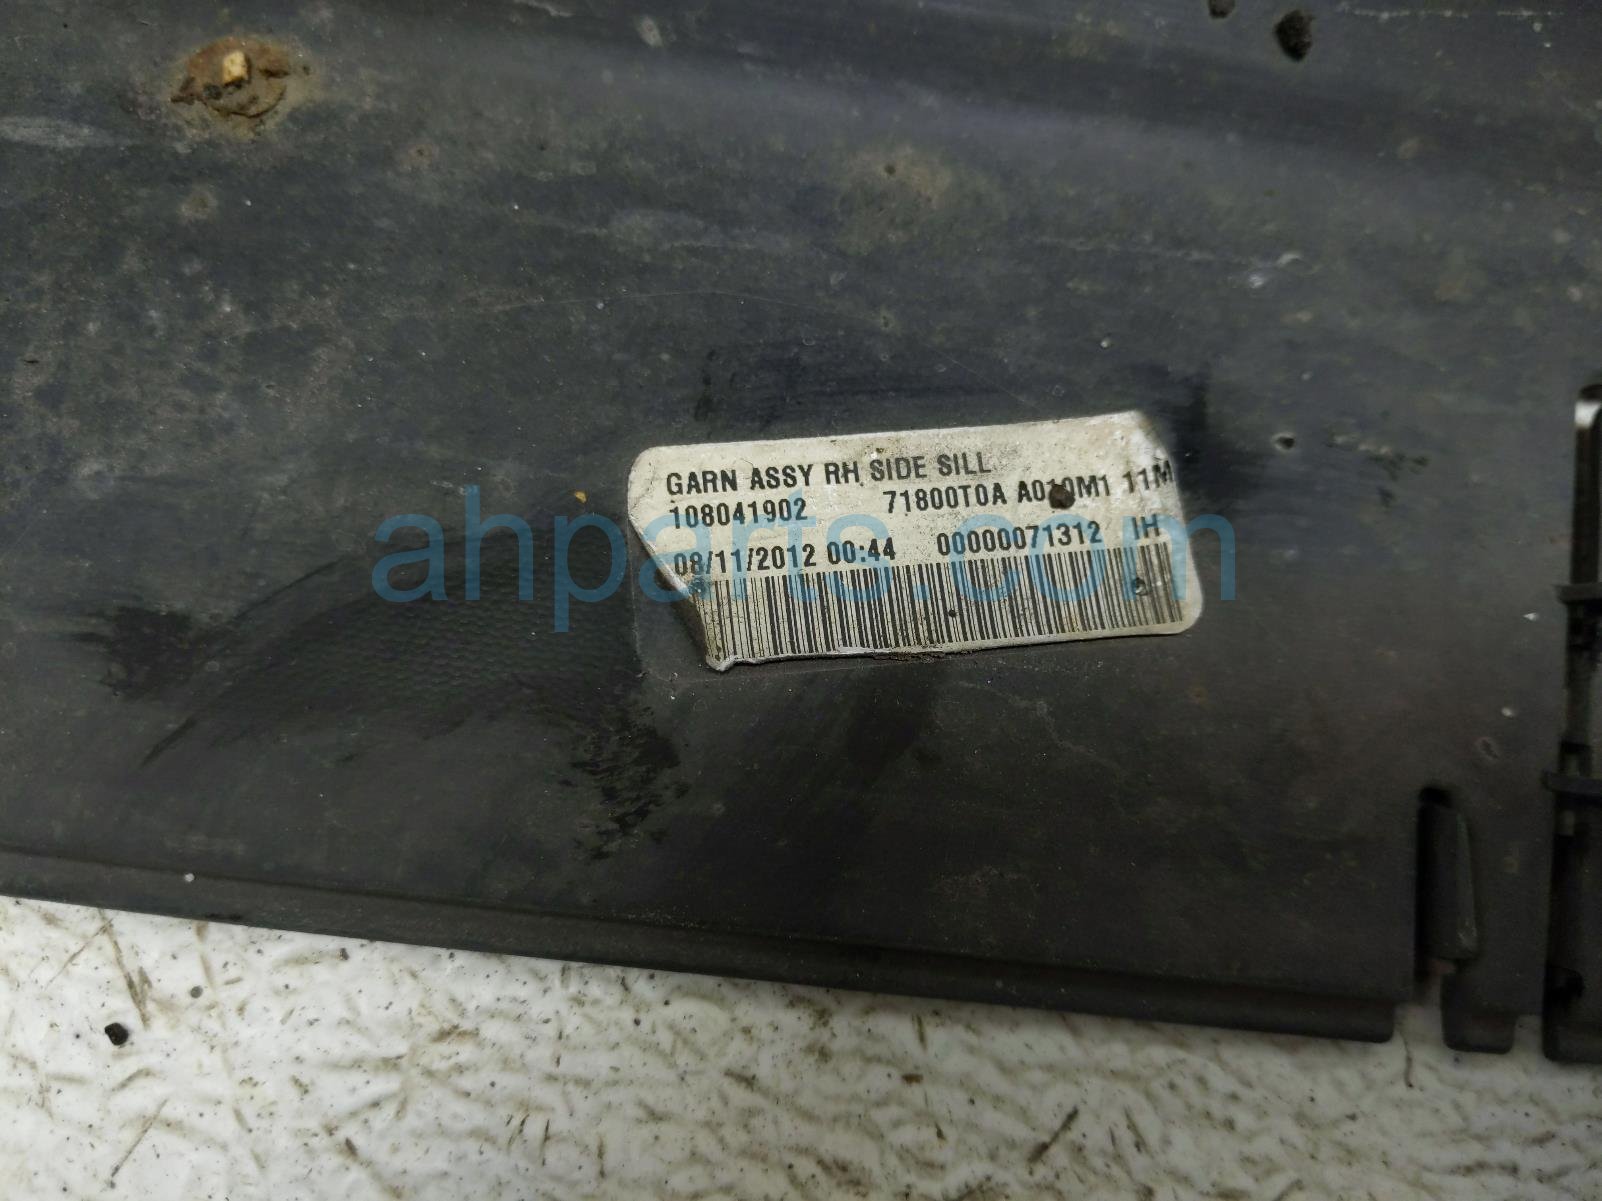 GARN ASSY RH SIDE SILL
108041902 71800T0A A010M1 11M
08/11/2012 00:44 00000071312 IH
ahparts.com